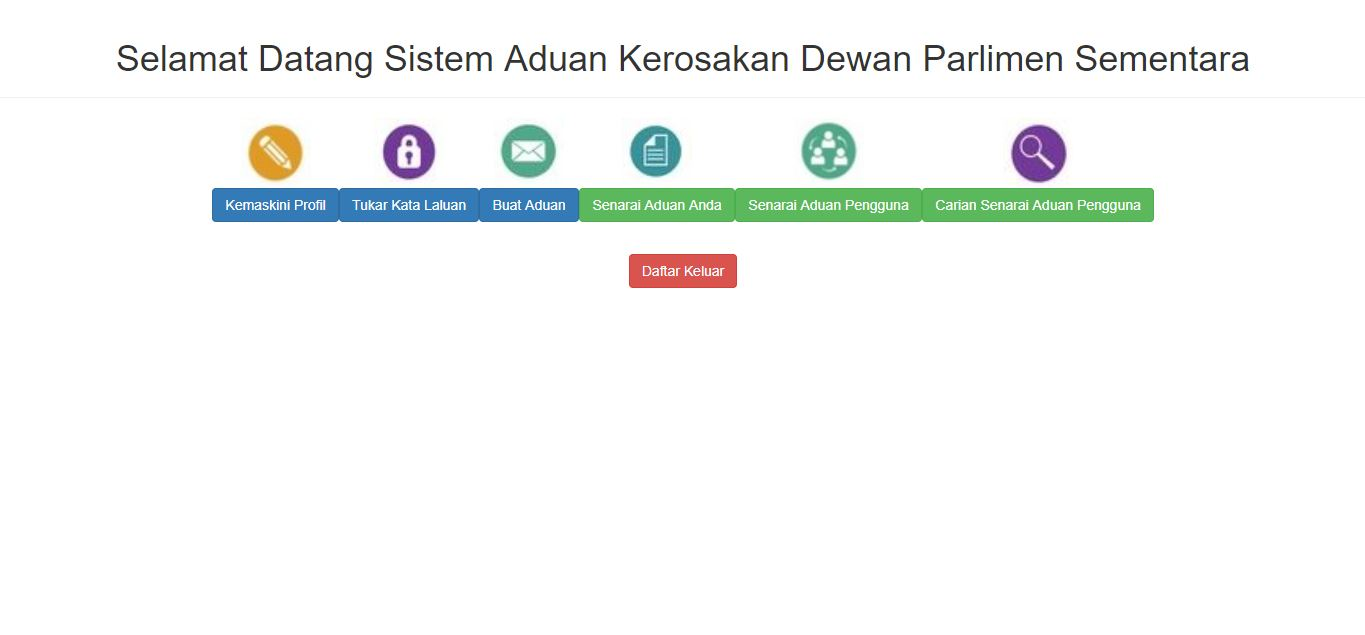 Selamat Datang Sistem Aduan Kerosakan Dewan Parlimen Sementara
Kemaskini Profil Tukar Kata Laluan Buat Aduan Senarai Aduan Anda Senarai Aduan Pengguna Carian Senarai Aduan Pengguna
Daftar Keluar